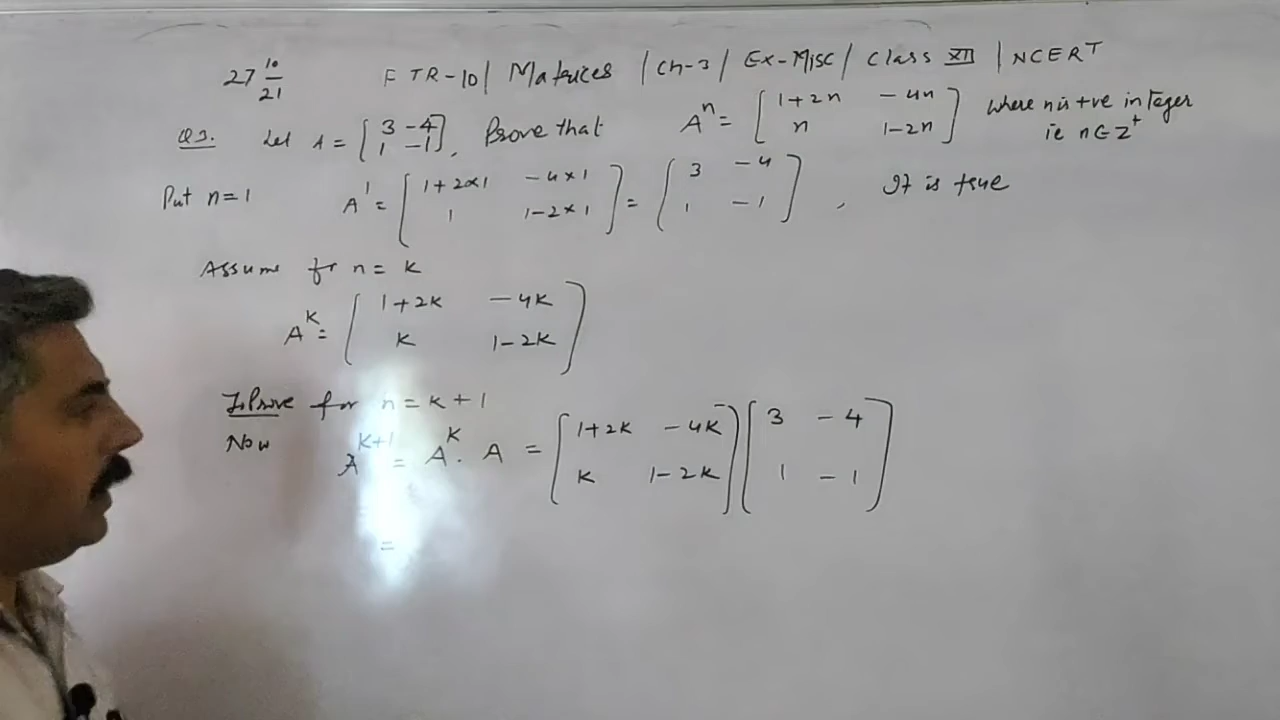 27 10/21 F TR-10 | Matrices | Ch-3 | Ex-Misc | Class XII | NCERT
Q3. Let A = [3 -4; 1 -1], Prove that A^n = [1+2n -4n; n 1-2n] where n is +ve integer
ie n ∈ Z^+
Put n=1 A^1 = [1+2×1 -4×1; 1 1-2×1] = [3 -4; 1 -1], It is true
Assume for n = K
A^K = [1+2K -4K; K 1-2K]
To Prove for n = K+1
Now A^K+1 = A^K . A = [1+2K -4K; K 1-2K] [3 -4; 1 -1]
=